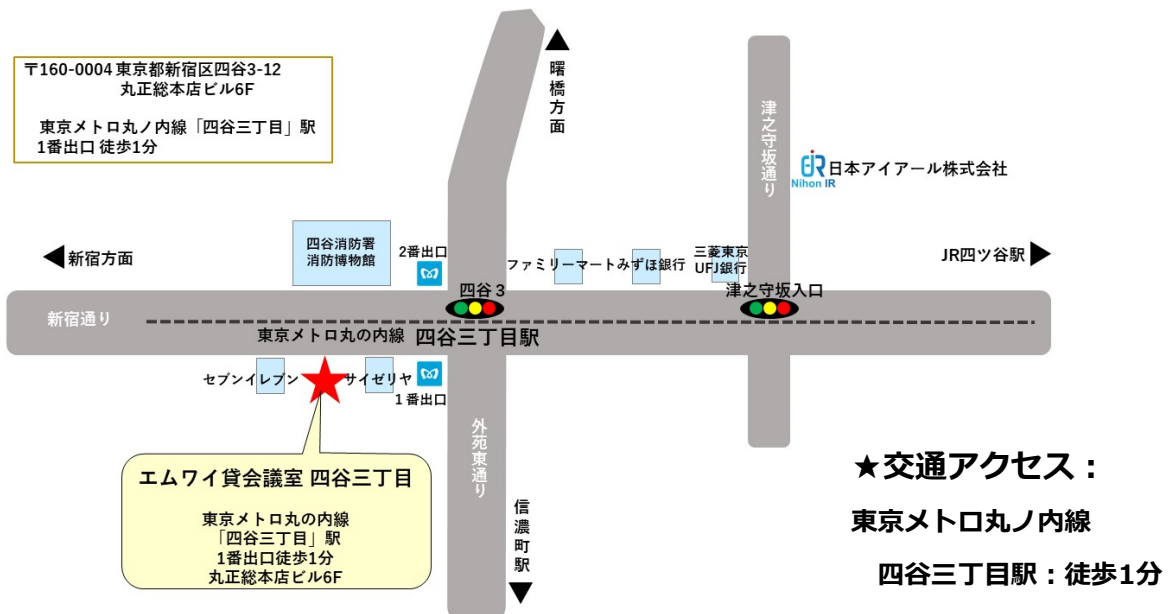 〒160-0004 東京都新宿区四谷3-12
丸正総本店ビル6F
東京メトロ丸ノ内線「四谷三丁目」駅
1番出口 徒歩1分
曙橋方面
津之守坂通り
EIR 日本アイアール株式会社
Nihon IR
新宿方面
四谷消防署
消防博物館
2番出口
ファミリーマート
みずほ銀行
三菱東京
UFJ銀行
JR四ツ谷駅
四谷3
津之守坂入口
新宿通り
東京メトロ丸の内線 四谷三丁目駅
セブンイレブン
サイゼリヤ
1番出口
外苑東通り
信濃町駅
エムワイ貸会議室 四谷三丁目
東京メトロ丸の内線
「四谷三丁目」駅
1番出口徒歩1分
丸正総本店ビル6F
★交通アクセス:
東京メトロ丸ノ内線
四谷三丁目駅:徒歩1分